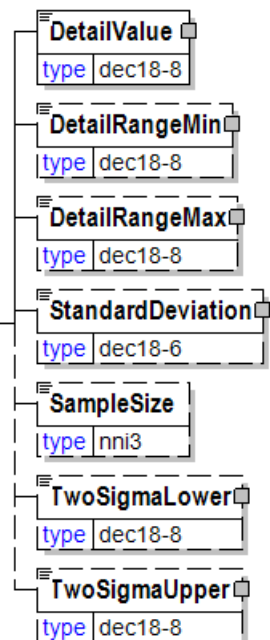 DetailValue
type dec18-8
DetailRangeMin
type dec18-8
DetailRangeMax
type dec18-8
StandardDeviation
type dec18-6
SampleSize
type nni3
TwoSigmaLower
type dec18-8
TwoSigmaUpper
type dec18-8